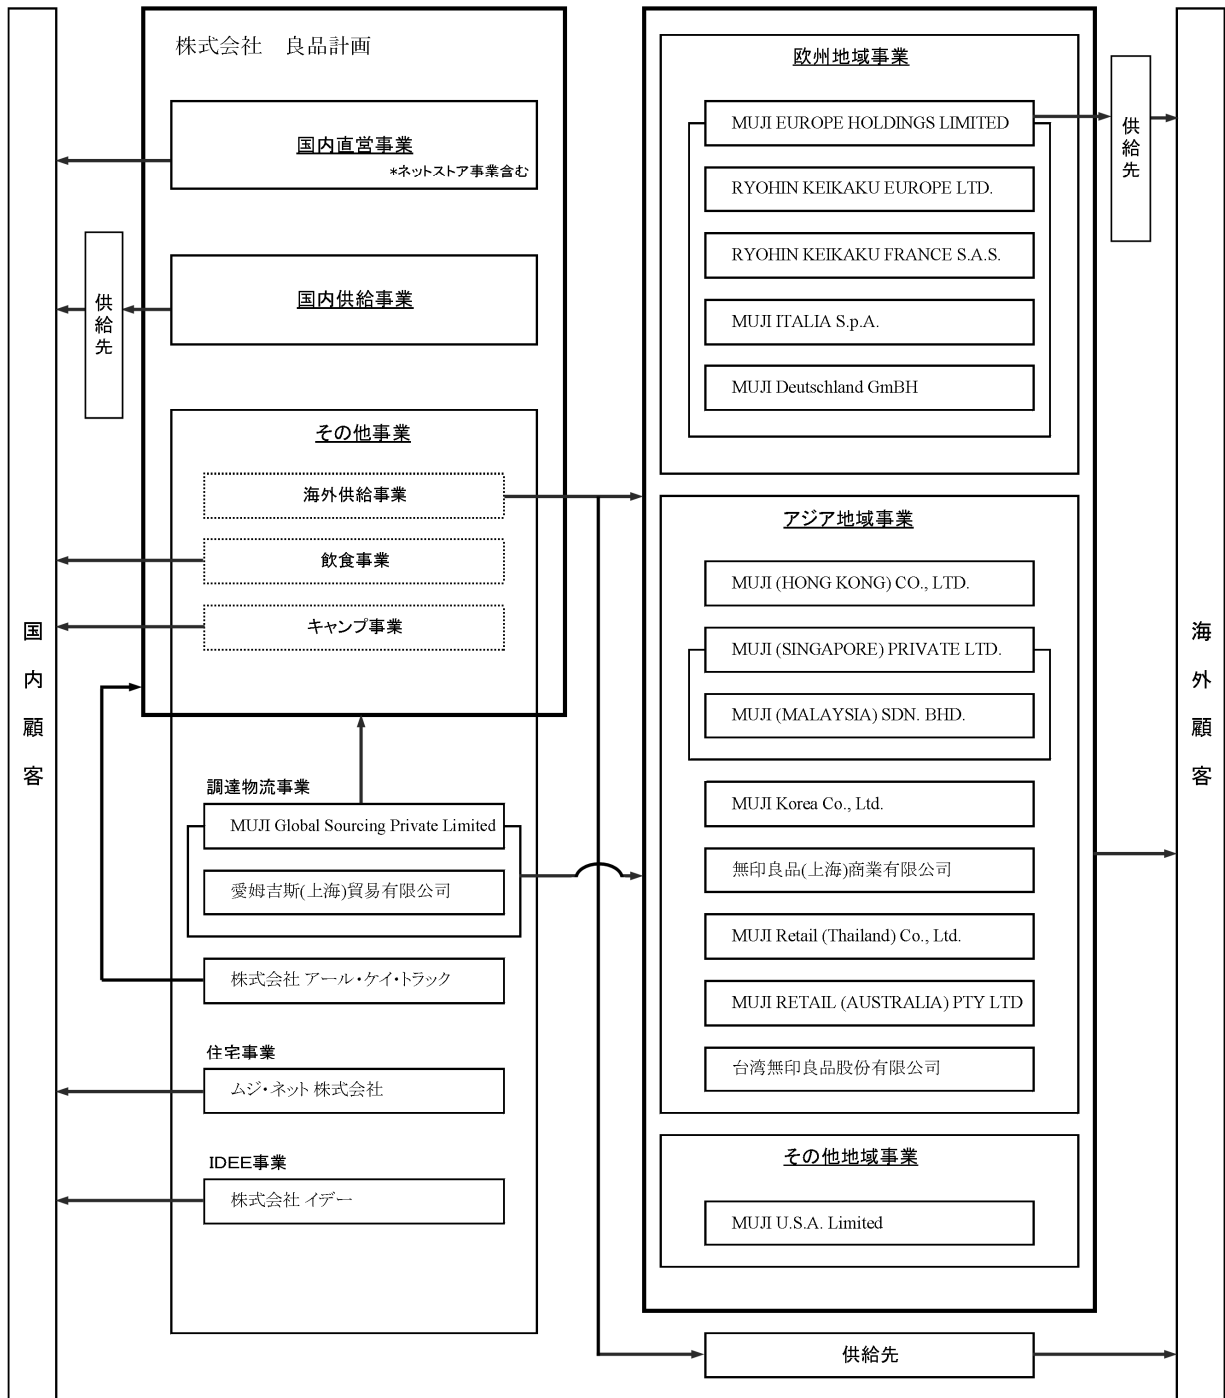 国内顧客
株式会社 良品計画
国内直営事業
*ネットストア事業含む
国内供給事業
供給先
その他事業
海外供給事業
飲食事業
キャンプ事業
調達物流事業
MUJI Global Sourcing Private Limited
愛姆吉斯(上海)貿易有限公司
株式会社 アール・ケイ・トラック
住宅事業
ムジ・ネット 株式会社
IDEE事業
株式会社 イデー
欧州地域事業
MUJI EUROPE HOLDINGS LIMITED
RYOHIN KEIKAKU EUROPE LTD.
RYOHIN KEIKAKU FRANCE S.A.S.
MUJI ITALIA S.p.A.
MUJI Deutschland GmBH
供給先
アジア地域事業
MUJI (HONG KONG) CO., LTD.
MUJI (SINGAPORE) PRIVATE LTD.
MUJI (MALAYSIA) SDN. BHD.
MUJI Korea Co., Ltd.
無印良品(上海)商業有限公司
MUJI Retail (Thailand) Co., Ltd.
MUJI RETAIL (AUSTRALIA) PTY LTD
台湾無印良品股份有限公司
その他地域事業
MUJI U.S.A. Limited
供給先
海外顧客